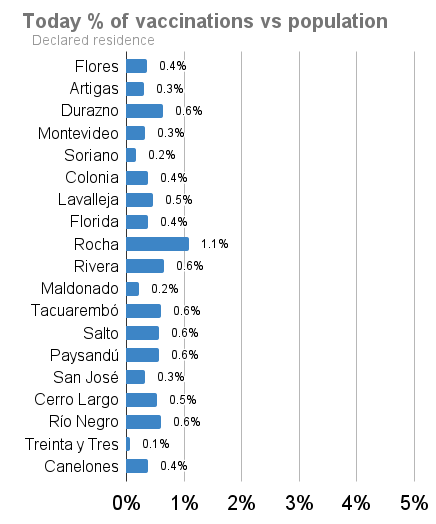 Today % of vaccinations vs population
Declared residence
Flores 0.4%
Artigas 0.3%
Durazno 0.6%
Montevideo 0.3%
Soriano 0.2%
Colonia 0.4%
Lavalleja 0.5%
Florida 0.4%
Rocha 1.1%
Rivera 0.6%
Maldonado 0.2%
Tacuarembó 0.6%
Salto 0.6%
Paysandú 0.6%
San José 0.3%
Cerro Largo 0.5%
Río Negro 0.6%
Treinta y Tres 0.1%
Canelones 0.4%
0% 1% 2% 3% 4% 5%